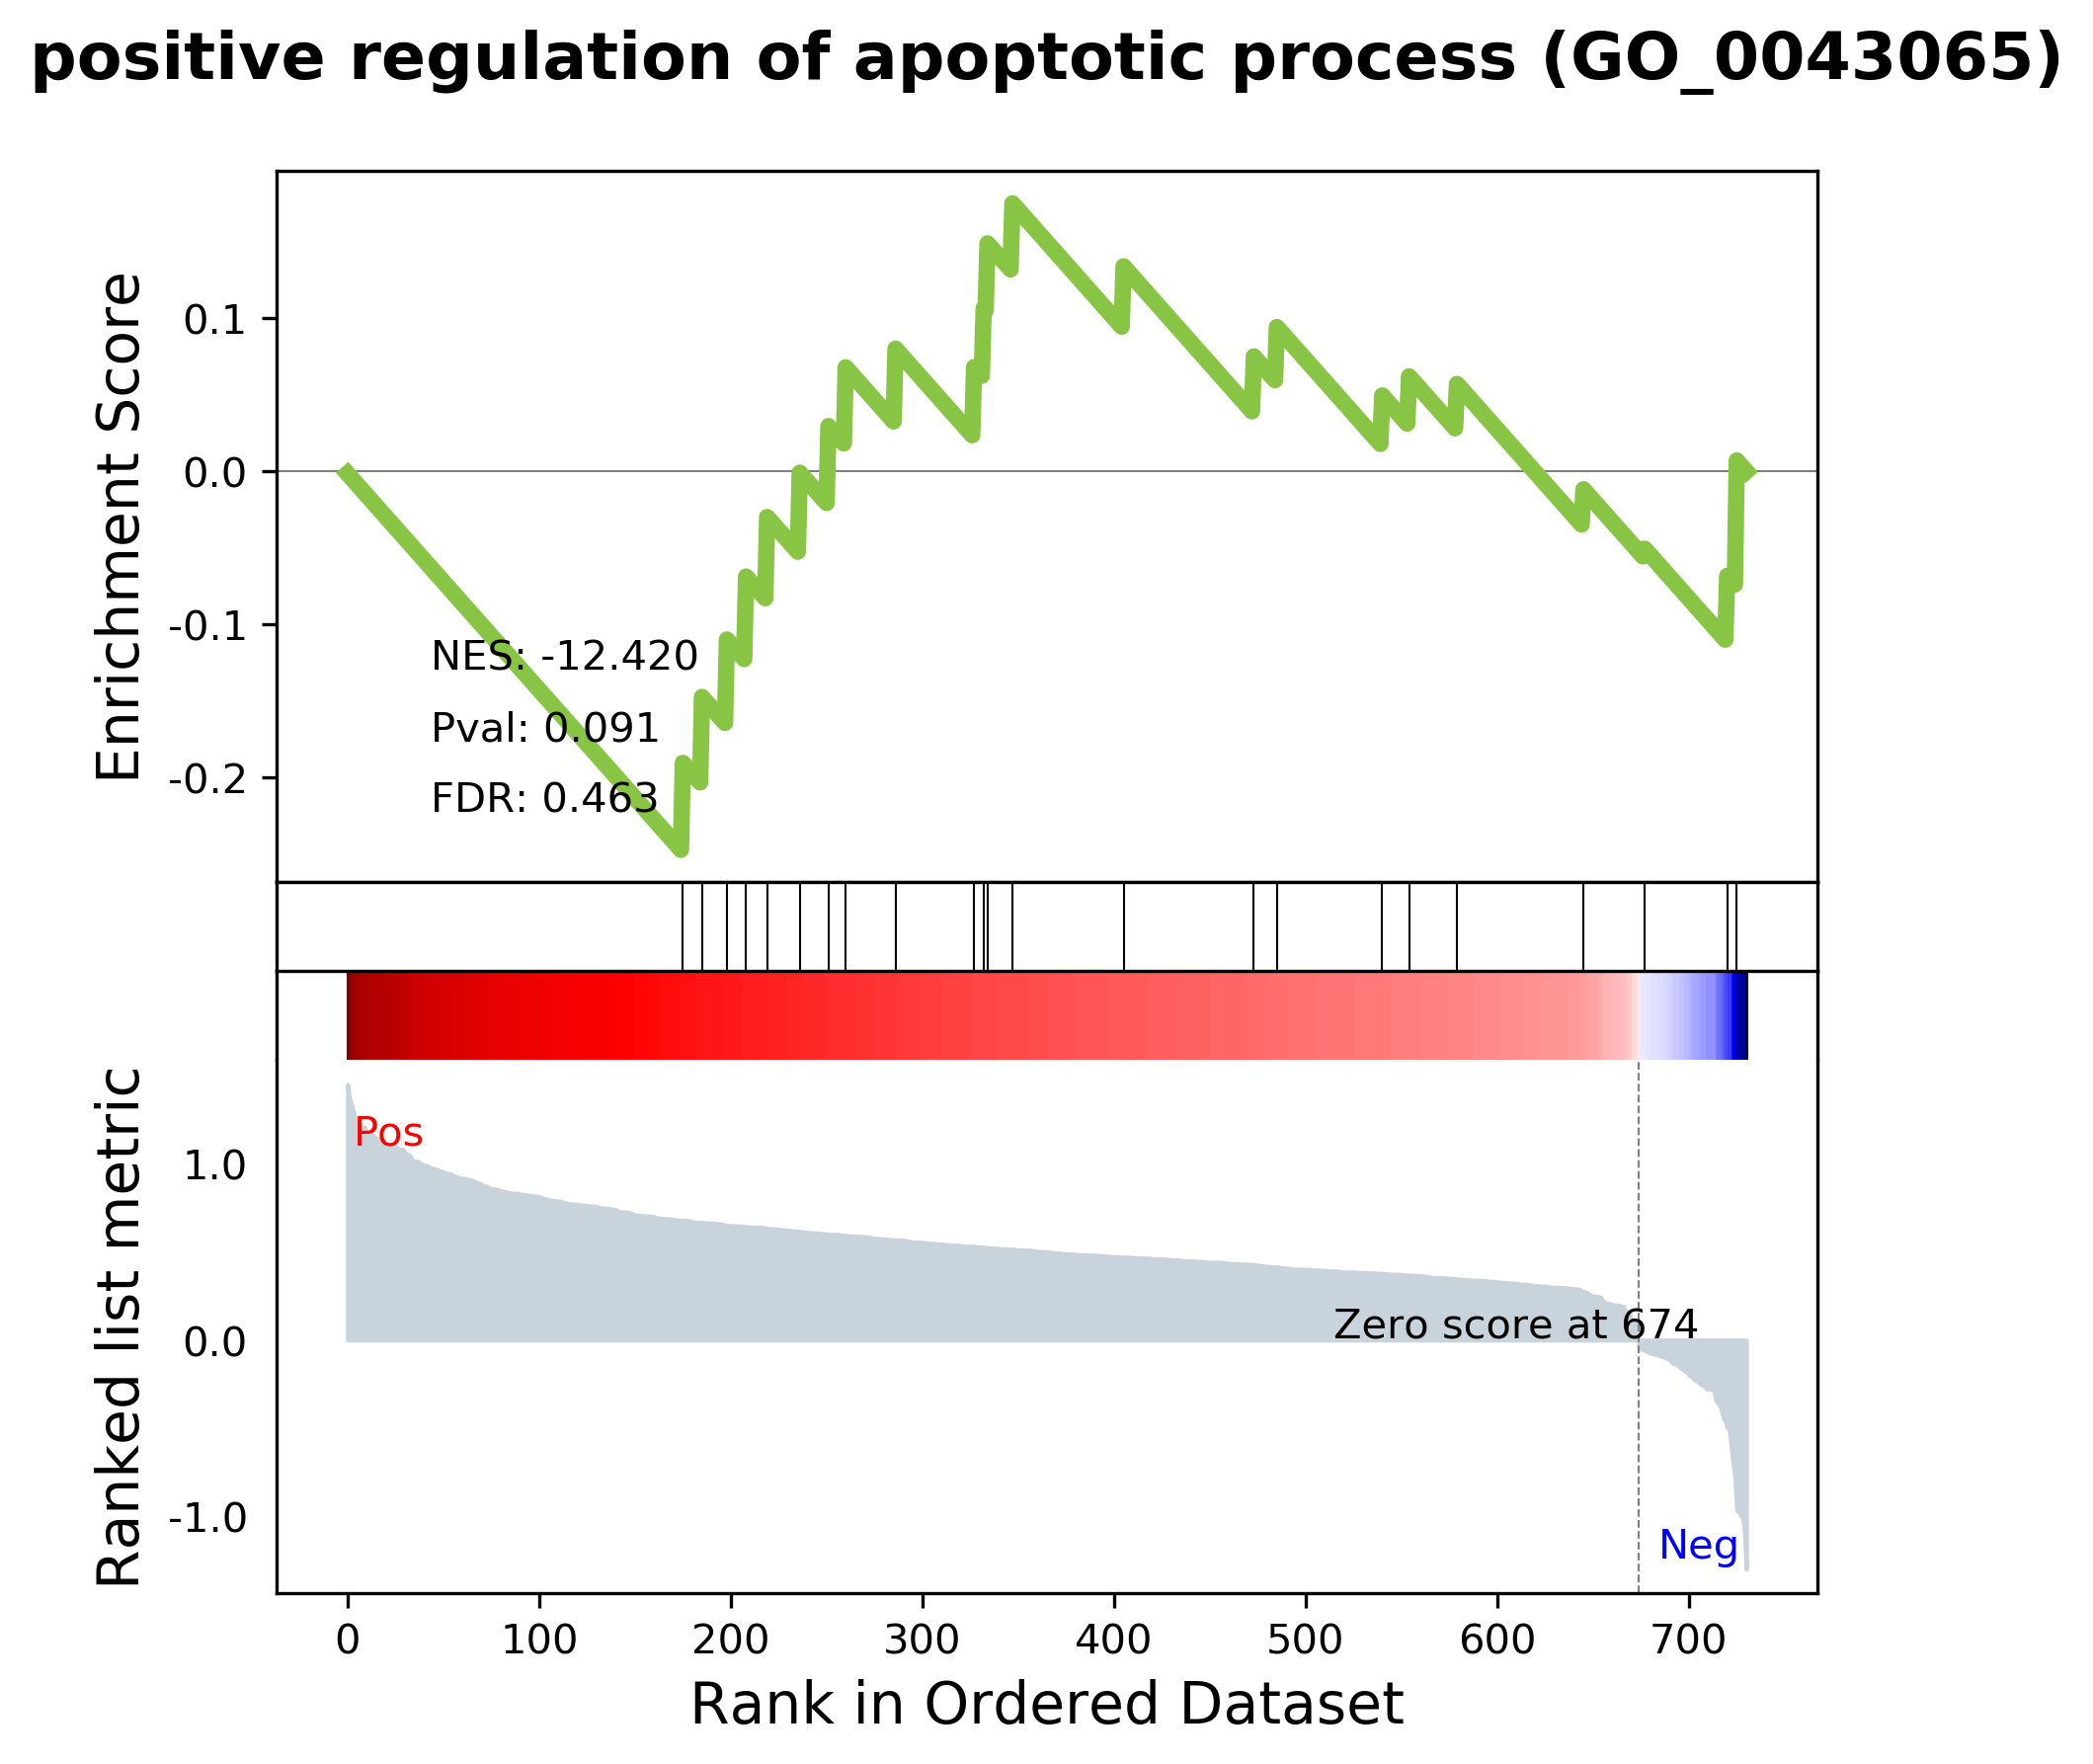 positive regulation of apoptotic process (GO_0043065)
Enrichment Score
0.1
0.0
-0.1
-0.2
NES: -12.420
Pval: 0.091
FDR: 0.463
Ranked list metric
Pos
1.0
0.0
-1.0
Zero score at 674
Neg
0 100 200 300 400 500 600 700
Rank in Ordered Dataset